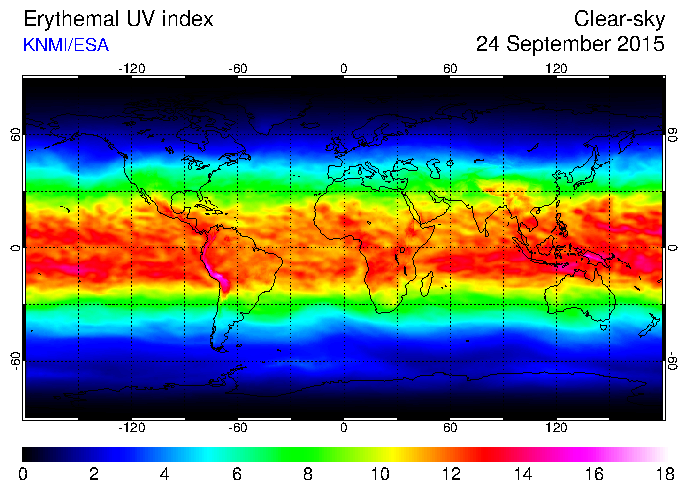 Erythemal UV index
Clear-sky
KNMI/ESA
24 September 2015
-120 -60 0 60 120
60 60
0 0
-60 -60
-120 -60 0 60 120
0 2 4 6 8 10 12 14 16 18